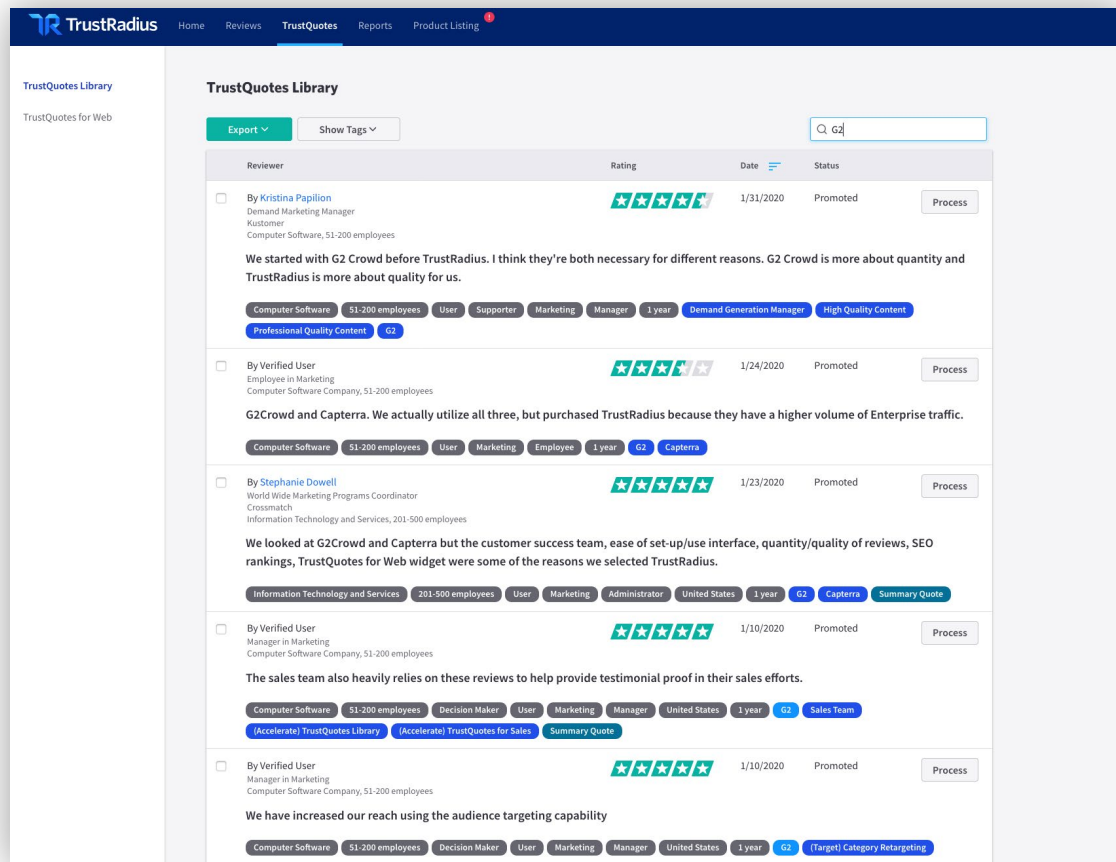 TrustRadius Home Reviews TrustQuotes Reports Product Listing !
TrustQuotes Library
TrustQuotes for Web
TrustQuotes Library
Export Show Tags G2
Reviewer Rating Date Status
By Kristina Papilion 1/31/2020 Promoted Process
Demand Marketing Manager
Kustomer
Computer Software, 51-200 employees
We started with G2 Crowd before TrustRadius. I think they're both necessary for different reasons. G2 Crowd is more about quantity and
TrustRadius is more about quality for us.
Computer Software 51-200 employees User Supporter Marketing Manager 1 year Demand Generation Manager High Quality Content
Professional Quality Content G2
By Verified User 1/24/2020 Promoted Process
Employee in Marketing
Computer Software Company, 51-200 employees
G2Crowd and Capterra. We actually utilize all three, but purchased TrustRadius because they have a higher volume of Enterprise traffic.
Computer Software 51-200 employees User Marketing Employee 1 year G2 Capterra
By Stephanie Dowell 1/23/2020 Promoted Process
World Wide Marketing Programs Coordinator
Crossmatch
Information Technology and Services, 201-500 employees
We looked at G2Crowd and Capterra but the customer success team, ease of set-up/use interface, quantity/quality of reviews, SEO
rankings, TrustQuotes for Web widget were some of the reasons we selected TrustRadius.
Information Technology and Services 201-500 employees User Marketing Administrator United States 1 year G2 Capterra Summary Quote
By Verified User 1/10/2020 Promoted Process
Manager in Marketing
Computer Software Company, 51-200 employees
The sales team also heavily relies on these reviews to help provide testimonial proof in their sales efforts.
Computer Software 51-200 employees Decision Maker User Marketing Manager United States 1 year G2 Sales Team
(Accelerate) TrustQuotes Library (Accelerate) TrustQuotes for Sales Summary Quote
By Verified User 1/10/2020 Promoted Process
Manager in Marketing
Computer Software Company, 51-200 employees
We have increased our reach using the audience targeting capability
Computer Software 51-200 employees Decision Maker User Marketing Manager United States 1 year G2 (Target) Category Retargeting